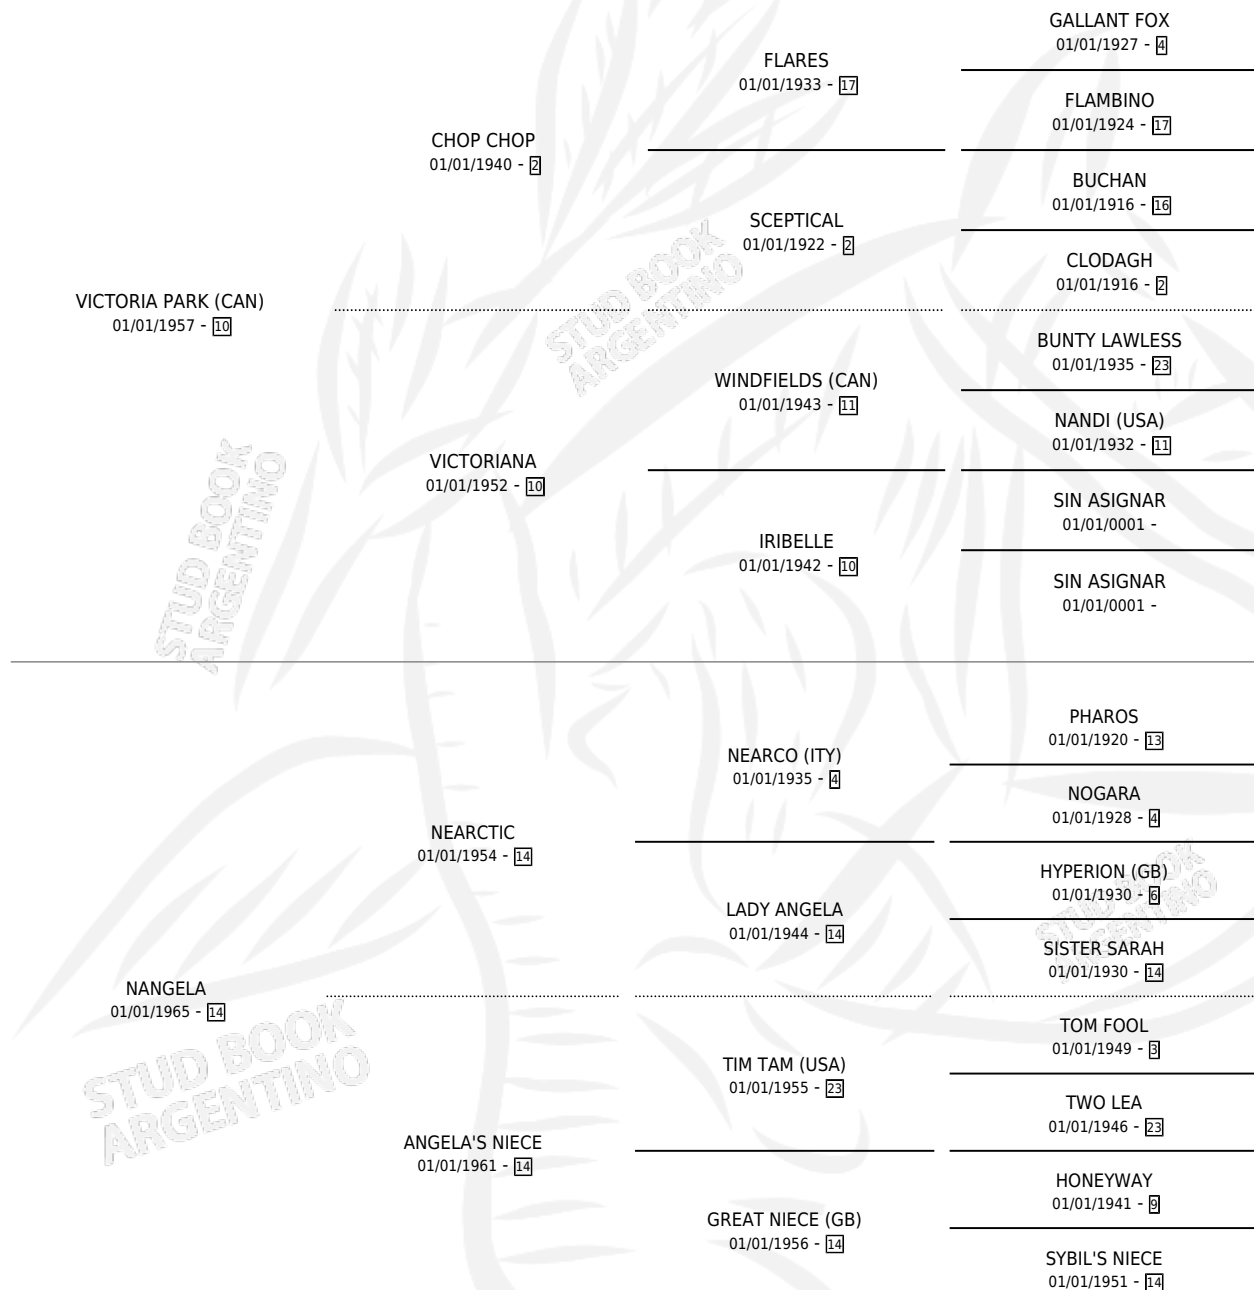 GALLANT FOX
01/01/1927 - 4
FLARES
01/01/1933 - 17
FLAMBINO
01/01/1924 - 17
CHOP CHOP
01/01/1940 - 2
BUCHAN
01/01/1916 - 16
SCEPTICAL
01/01/1922 - 2
CLODAGH
01/01/1916 - 2
VICTORIA PARK (CAN)
01/01/1957 - 10
STUD BOOK
ARGENTINO
BUNTY LAWLESS
01/01/1935 - 23
WINDFIELDS (CAN)
01/01/1943 - 11
NANDI (USA)
01/01/1932 - 11
VICTORIANA
01/01/1952 - 10
SIN ASIGNAR
01/01/0001 -
IRIBELLE
01/01/1942 - 10
SIN ASIGNAR
01/01/0001 -
STUD BOOK
ARGENTINO
PHAROS
01/01/1920 - 13
NEARCO (ITY)
01/01/1935 - 4
NOGARA
01/01/1928 - 4
NEARCTIC
01/01/1954 - 14
HYPERION (GB)
01/01/1930 - 6
LADY ANGELA
01/01/1944 - 14
STUD BOOK
ARGENTINO
SISTER SARAH
01/01/1930 - 14
NANGELA
01/01/1965 - 14
STUD BOOK
ARGENTINO
TOM FOOL
01/01/1949 - 3
TIM TAM (USA)
01/01/1955 - 23
TWO LEA
01/01/1946 - 23
ANGELA'S NIECE
01/01/1961 - 14
HONEYWAY
01/01/1941 - 9
GREAT NIECE (GB)
01/01/1956 - 14
SYBIL'S NIECE
01/01/1951 - 14